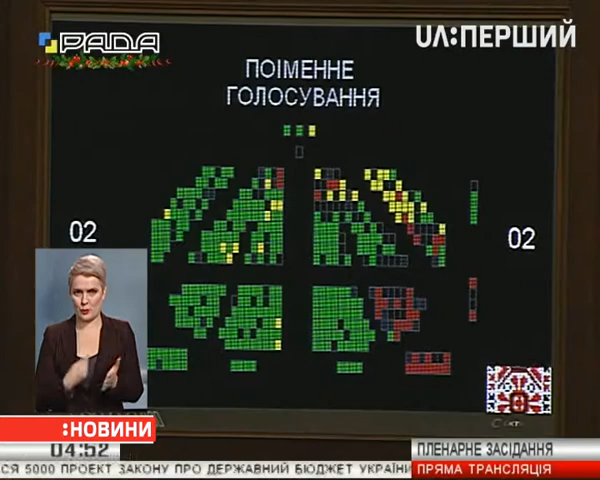 РАДА
UA:ПЕРШИЙ
ПОІМЕННЕ
ГОЛОСУВАННЯ
02
02
:НОВИНИ
04:52
ПЛЕНАРНЕ ЗАСІДАННЯ
СЯ 5000 ПРОЕКТ ЗАКОНУ ПРО ДЕРЖАВНИЙ БЮДЖЕТ УКРАЇНИ
ПРЯМА ТРАНСЛЯЦІЯ